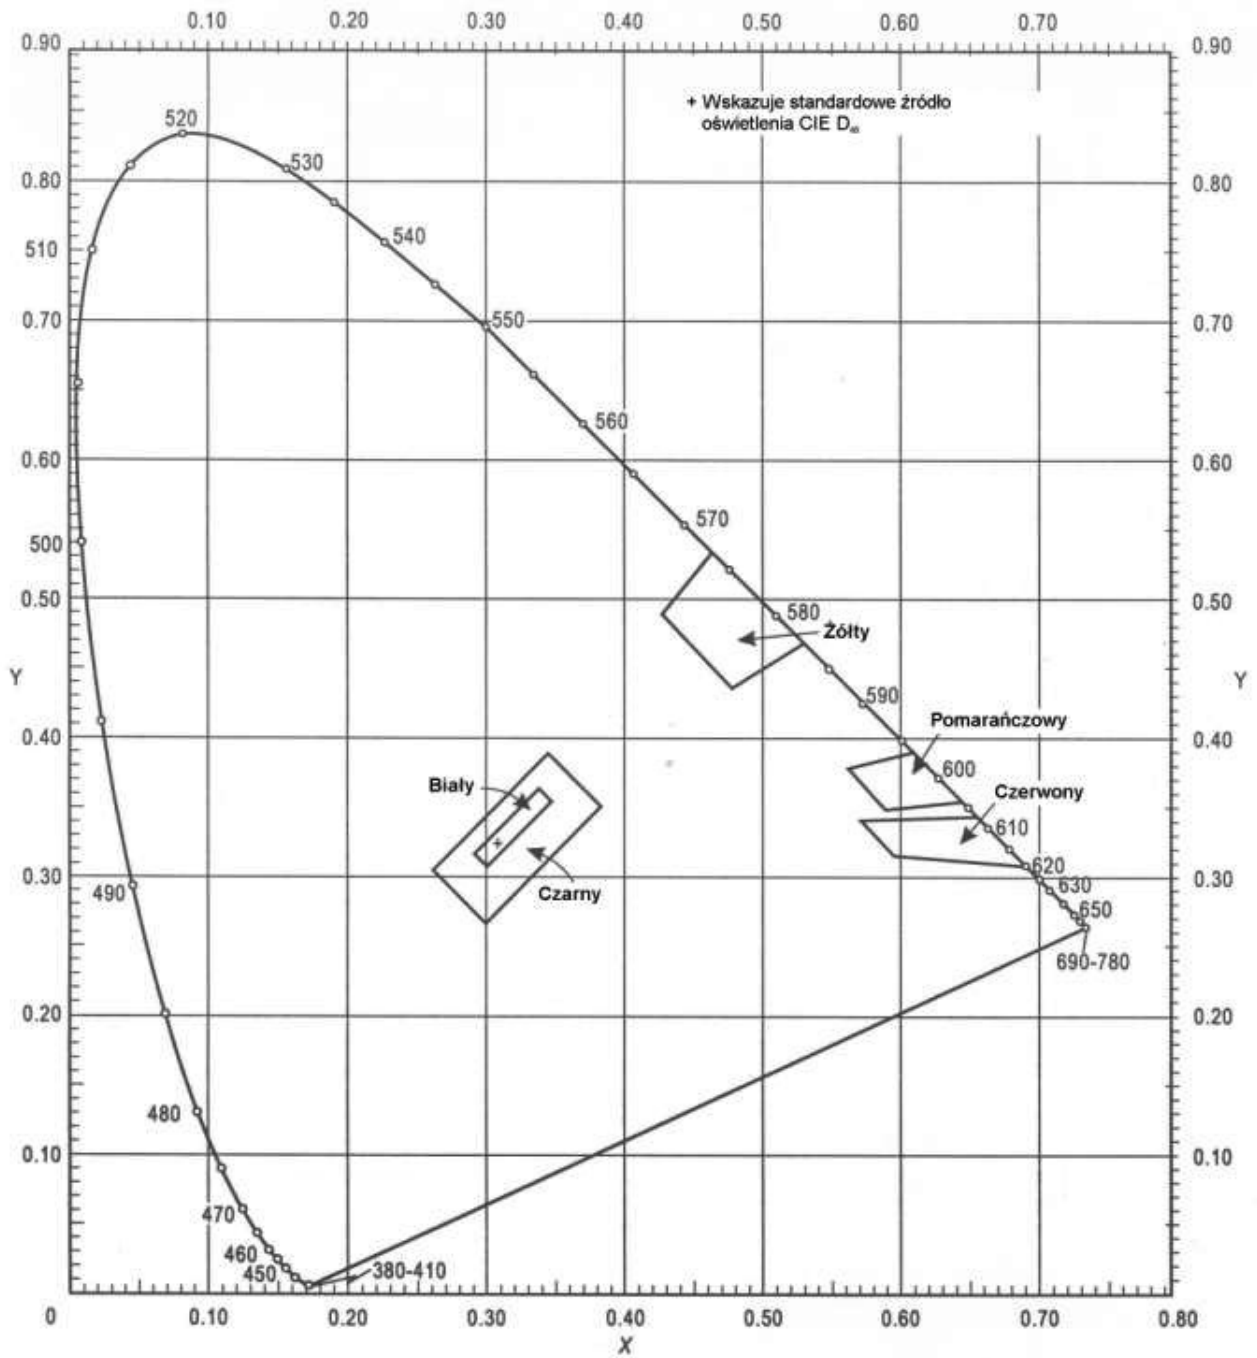 0.10 0.20 0.30 0.40 0.50 0.60 0.70
0.90 0.90
+ Wskazuje standardowe źródło
oświetlenia CIE D₆₅
520
530
0.80 0.80
540
510
0.70 550 0.70
560
0.60 0.60
570
500
0.50 580 0.50
Żółty
Y Y
590
Pomarańczowy
0.40 0.40
600
Biały
Czerwony
610
620
0.30 630 0.30
490
Czarny
650
690-780
0.20 0.20
480
0.10 0.10
470
460
450 380-410
0 0.10 0.20 0.30 0.40 0.50 0.60 0.70 0.80
X